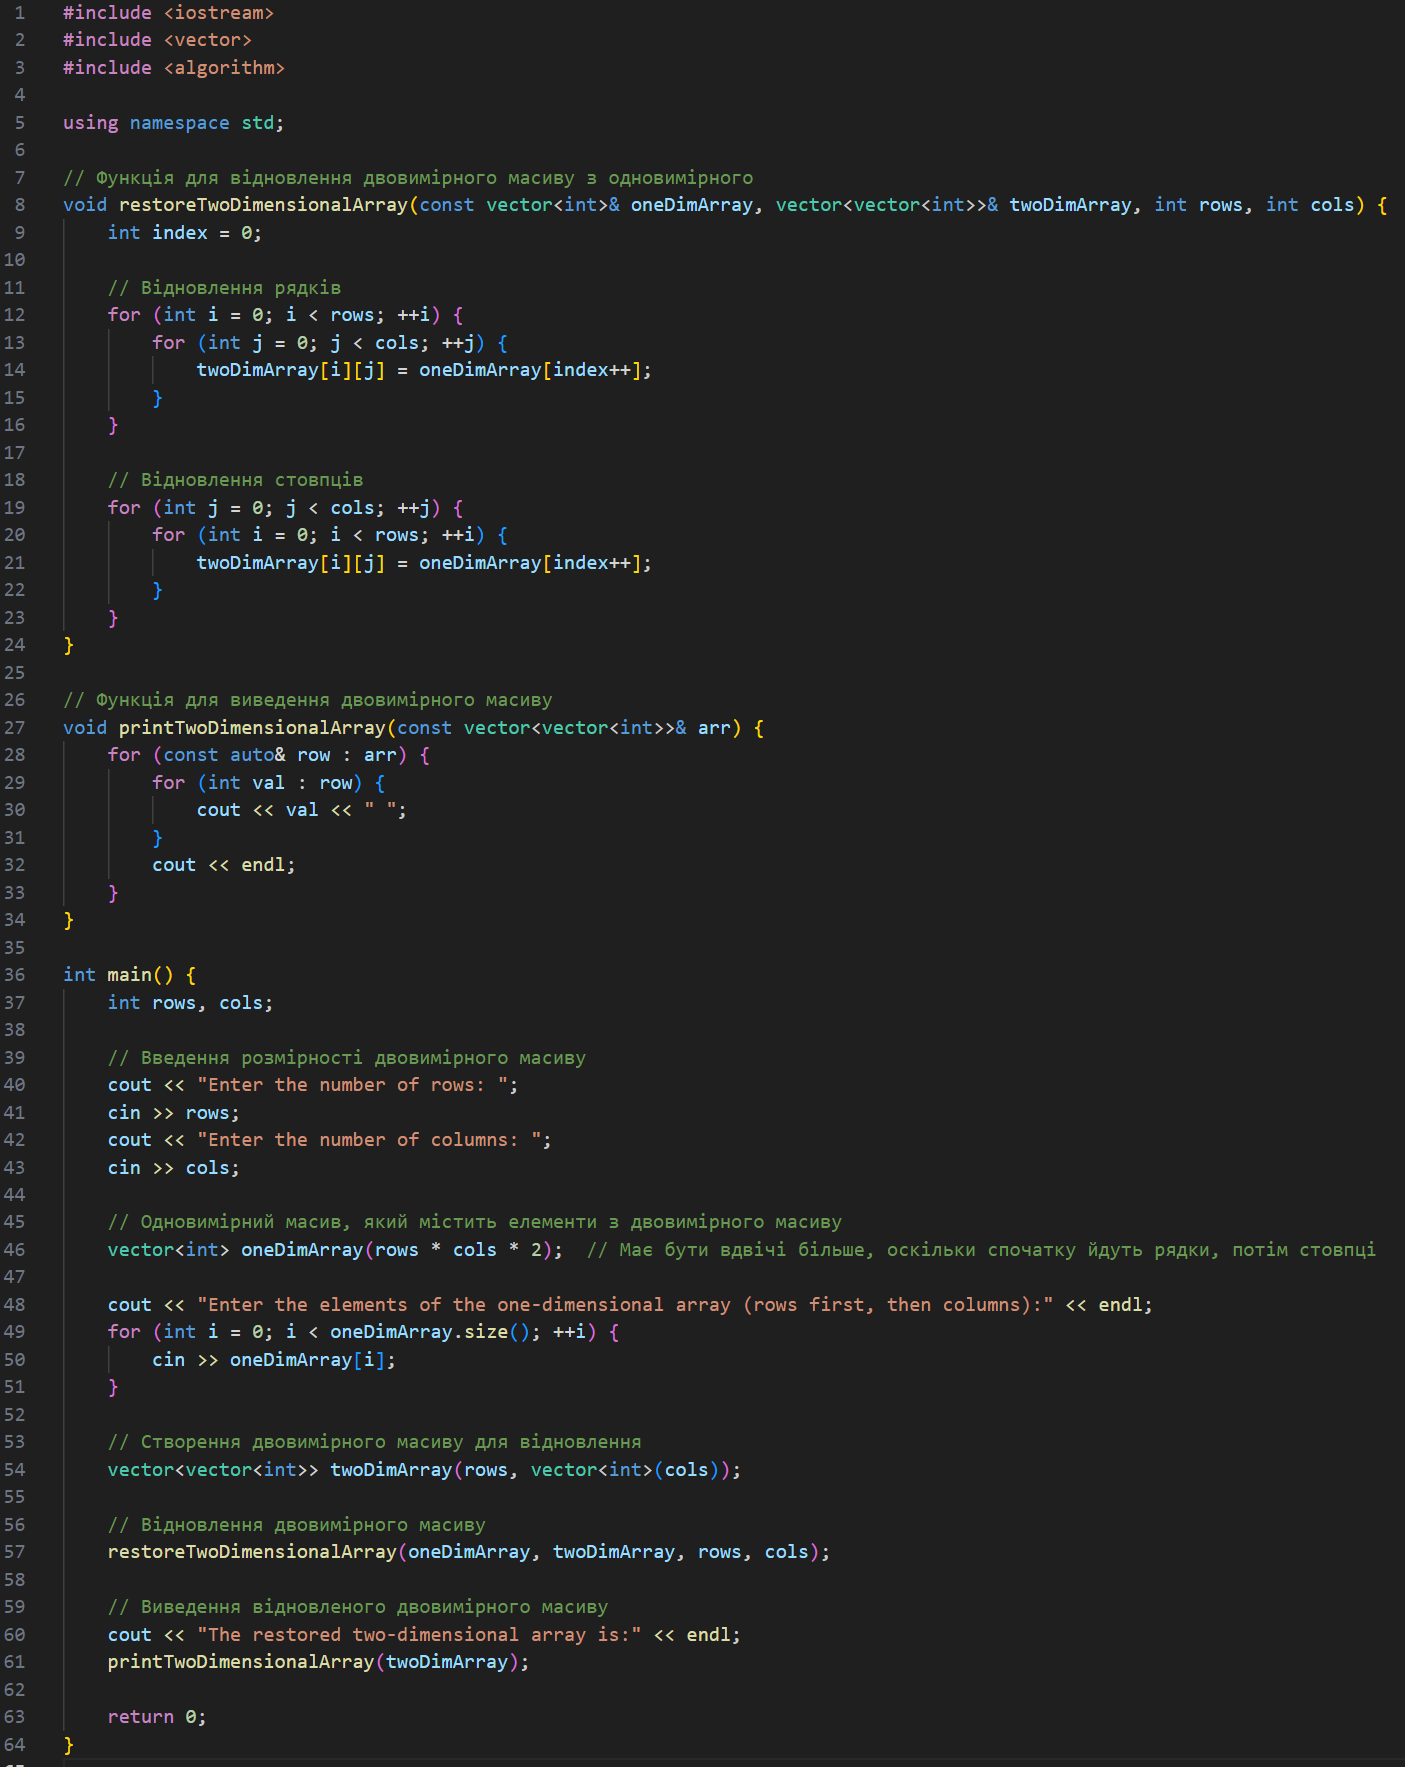 1 #include <iostream>
2 #include <vector>
3 #include <algorithm>
4
5 using namespace std;
6
7 // Функція для відновлення двовимірного масиву з одновимірного
8 void restoreTwoDimensionalArray(const vector<int>& oneDimArray, vector<vector<int>>& twoDimArray, int rows, int cols) {
9     int index = 0;
10
11     // Відновлення рядків
12     for (int i = 0; i < rows; ++i) {
13         for (int j = 0; j < cols; ++j) {
14             twoDimArray[i][j] = oneDimArray[index++];
15         }
16     }
17
18     // Відновлення стовпців
19     for (int j = 0; j < cols; ++j) {
20         for (int i = 0; i < rows; ++i) {
21             twoDimArray[i][j] = oneDimArray[index++];
22         }
23     }
24 }
25
26 // Функція для виведення двовимірного масиву
27 void printTwoDimensionalArray(const vector<vector<int>>& arr) {
28     for (const auto& row : arr) {
29         for (int val : row) {
30             cout << val << " ";
31         }
32         cout << endl;
33     }
34 }
35
36 int main() {
37     int rows, cols;
38
39     // Введення розмірності двовимірного масиву
40     cout << "Enter the number of rows: ";
41     cin >> rows;
42     cout << "Enter the number of columns: ";
43     cin >> cols;
44
45     // Одновимірний масив, який містить елементи з двовимірного масиву
46     vector<int> oneDimArray(rows * cols * 2);  // Має бути вдвічі більше, оскільки спочатку йдуть рядки, потім стовпці
47
48     cout << "Enter the elements of the one-dimensional array (rows first, then columns):" << endl;
49     for (int i = 0; i < oneDimArray.size(); ++i) {
50         cin >> oneDimArray[i];
51     }
52
53     // Створення двовимірного масиву для відновлення
54     vector<vector<int>> twoDimArray(rows, vector<int>(cols));
55
56     // Відновлення двовимірного масиву
57     restoreTwoDimensionalArray(oneDimArray, twoDimArray, rows, cols);
58
59     // Виведення відновленого двовимірного масиву
60     cout << "The restored two-dimensional array is:" << endl;
61     printTwoDimensionalArray(twoDimArray);
62
63     return 0;
64 }